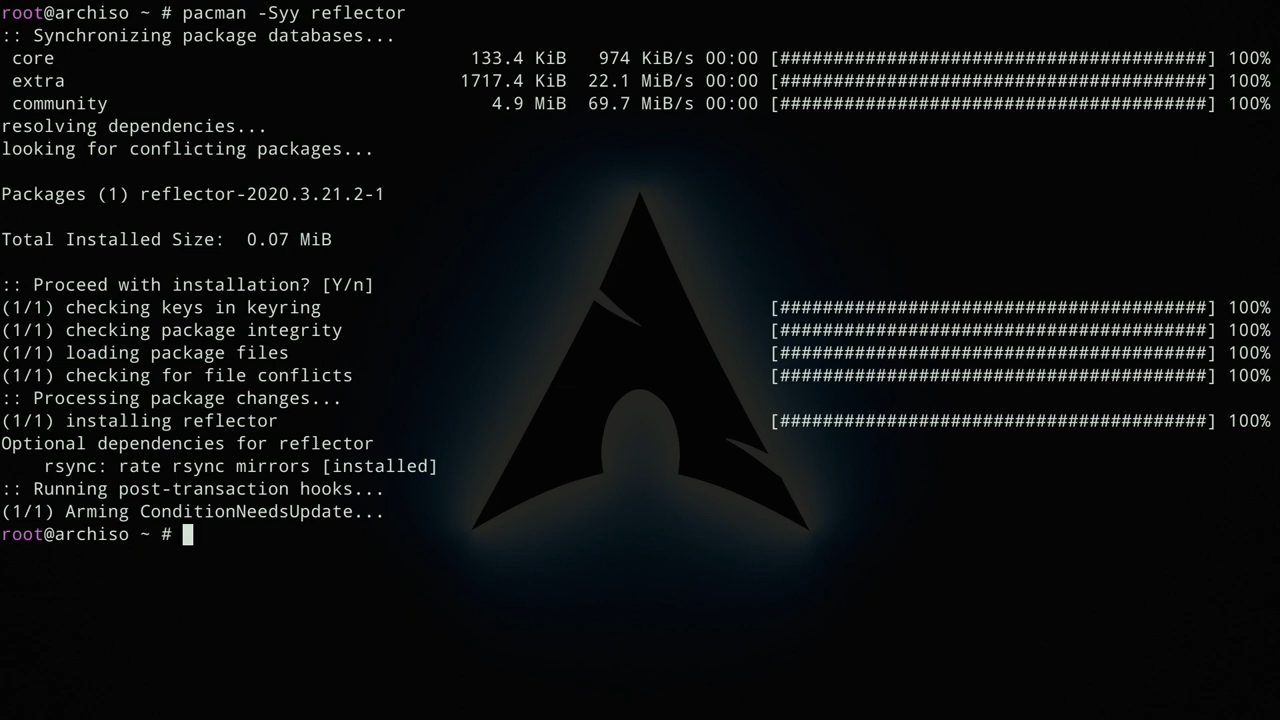 root@archiso ~ # pacman -Syy reflector
:: Synchronizing package databases...
 core                                       133.4 KiB   974 KiB/s 00:00 [########################################] 100%
 extra                                     1717.4 KiB  22.1 MiB/s 00:00 [########################################] 100%
 community                                    4.9 MiB  69.7 MiB/s 00:00 [########################################] 100%
resolving dependencies...
looking for conflicting packages...

Packages (1) reflector-2020.3.21.2-1

Total Installed Size:  0.07 MiB

:: Proceed with installation? [Y/n]
(1/1) checking keys in keyring                                          [########################################] 100%
(1/1) checking package integrity                                        [########################################] 100%
(1/1) loading package files                                             [########################################] 100%
(1/1) checking for file conflicts                                       [########################################] 100%
:: Processing package changes...
(1/1) installing reflector                                              [########################################] 100%
Optional dependencies for reflector
    rsync: rate rsync mirrors [installed]
:: Running post-transaction hooks...
(1/1) Arming ConditionNeedsUpdate...
root@archiso ~ #